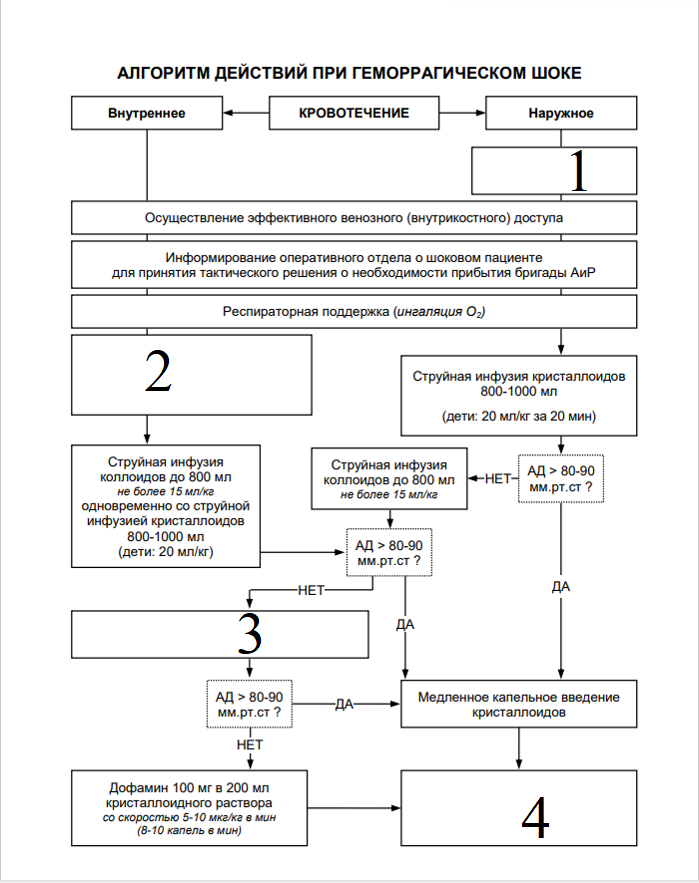 АЛГОРИТМ ДЕЙСТВИЙ ПРИ ГЕМОРРАГИЧЕСКОМ ШОКЕ
Внутреннее
КРОВОТЕЧЕНИЕ
Наружное
1
Осуществление эффективного венозного (внутрикостного) доступа
Информирование оперативного отдела о шоковом пациенте
для принятия тактического решения о необходимости прибытия бригады АиР
Респираторная поддержка (ингаляция О2)
2
Струйная инфузия кристаллоидов
800-1000 мл
(дети: 20 мл/кг за 20 мин)
Струйная инфузия
коллоидов до 800 мл
не более 15 мл/кг
одновременно со струйной
инфузией кристаллоидов
800-1000 мл
(дети: 20 мл/кг)
Струйная инфузия
коллоидов до 800 мл
не более 15 мл/кг
НЕТ
АД > 80-90
мм.рт.ст ?
АД > 80-90
мм.рт.ст ?
НЕТ
ДА
ДА
3
АД > 80-90
мм.рт.ст ?
ДА
Медленное капельное введение
кристаллоидов
НЕТ
Дофамин 100 мг в 200 мл
кристаллоидного раствора
со скоростью 5-10 мкг/кг в мин
(8-10 капель в мин)
4